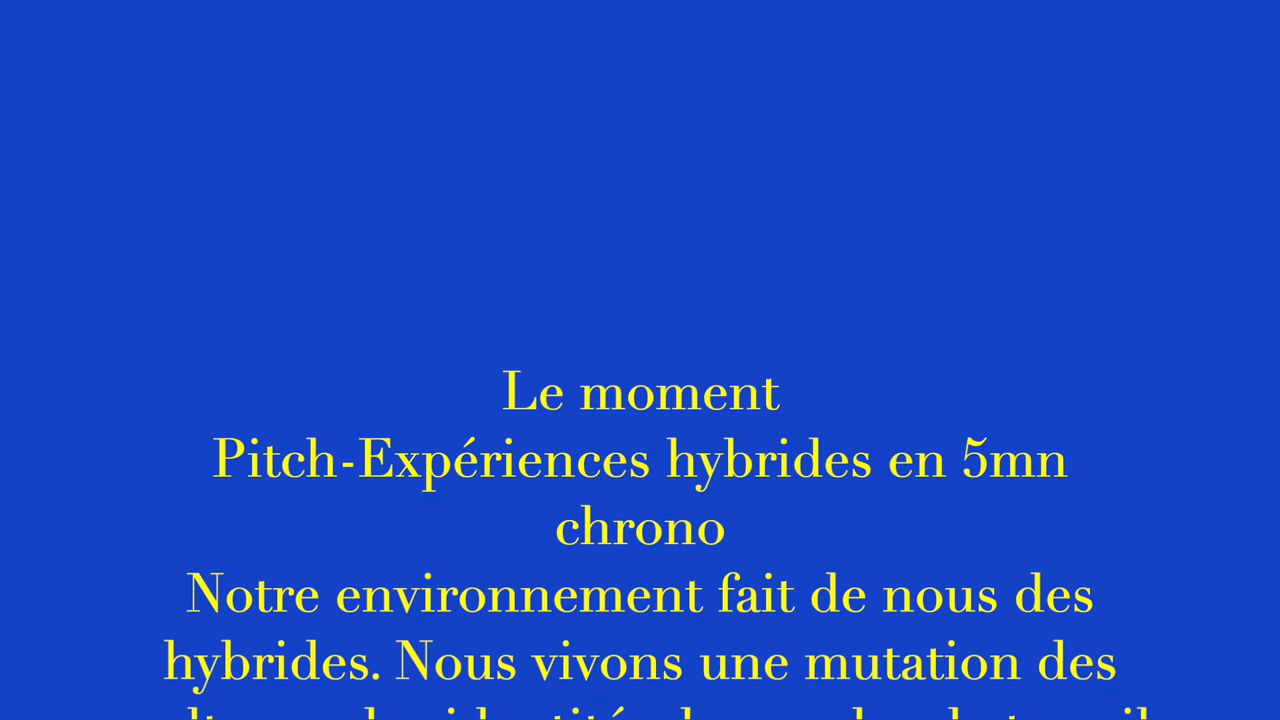 Le moment
Pitch-Expériences hybrides en 5mn
chrono
Notre environnement fait de nous des
hybrides. Nous vivons une mutation des